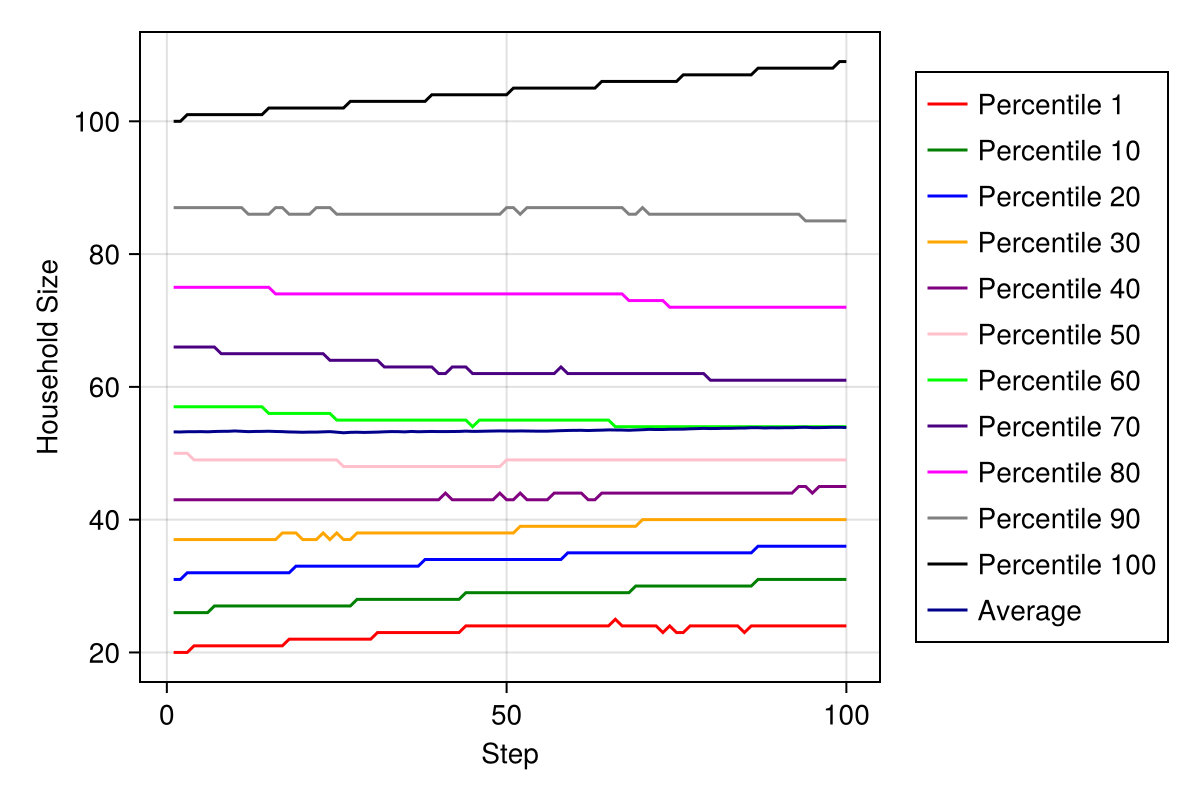 100
80
60
40
20
Household Size
0
50
100
Step
Percentile 1
Percentile 10
Percentile 20
Percentile 30
Percentile 40
Percentile 50
Percentile 60
Percentile 70
Percentile 80
Percentile 90
Percentile 100
Average